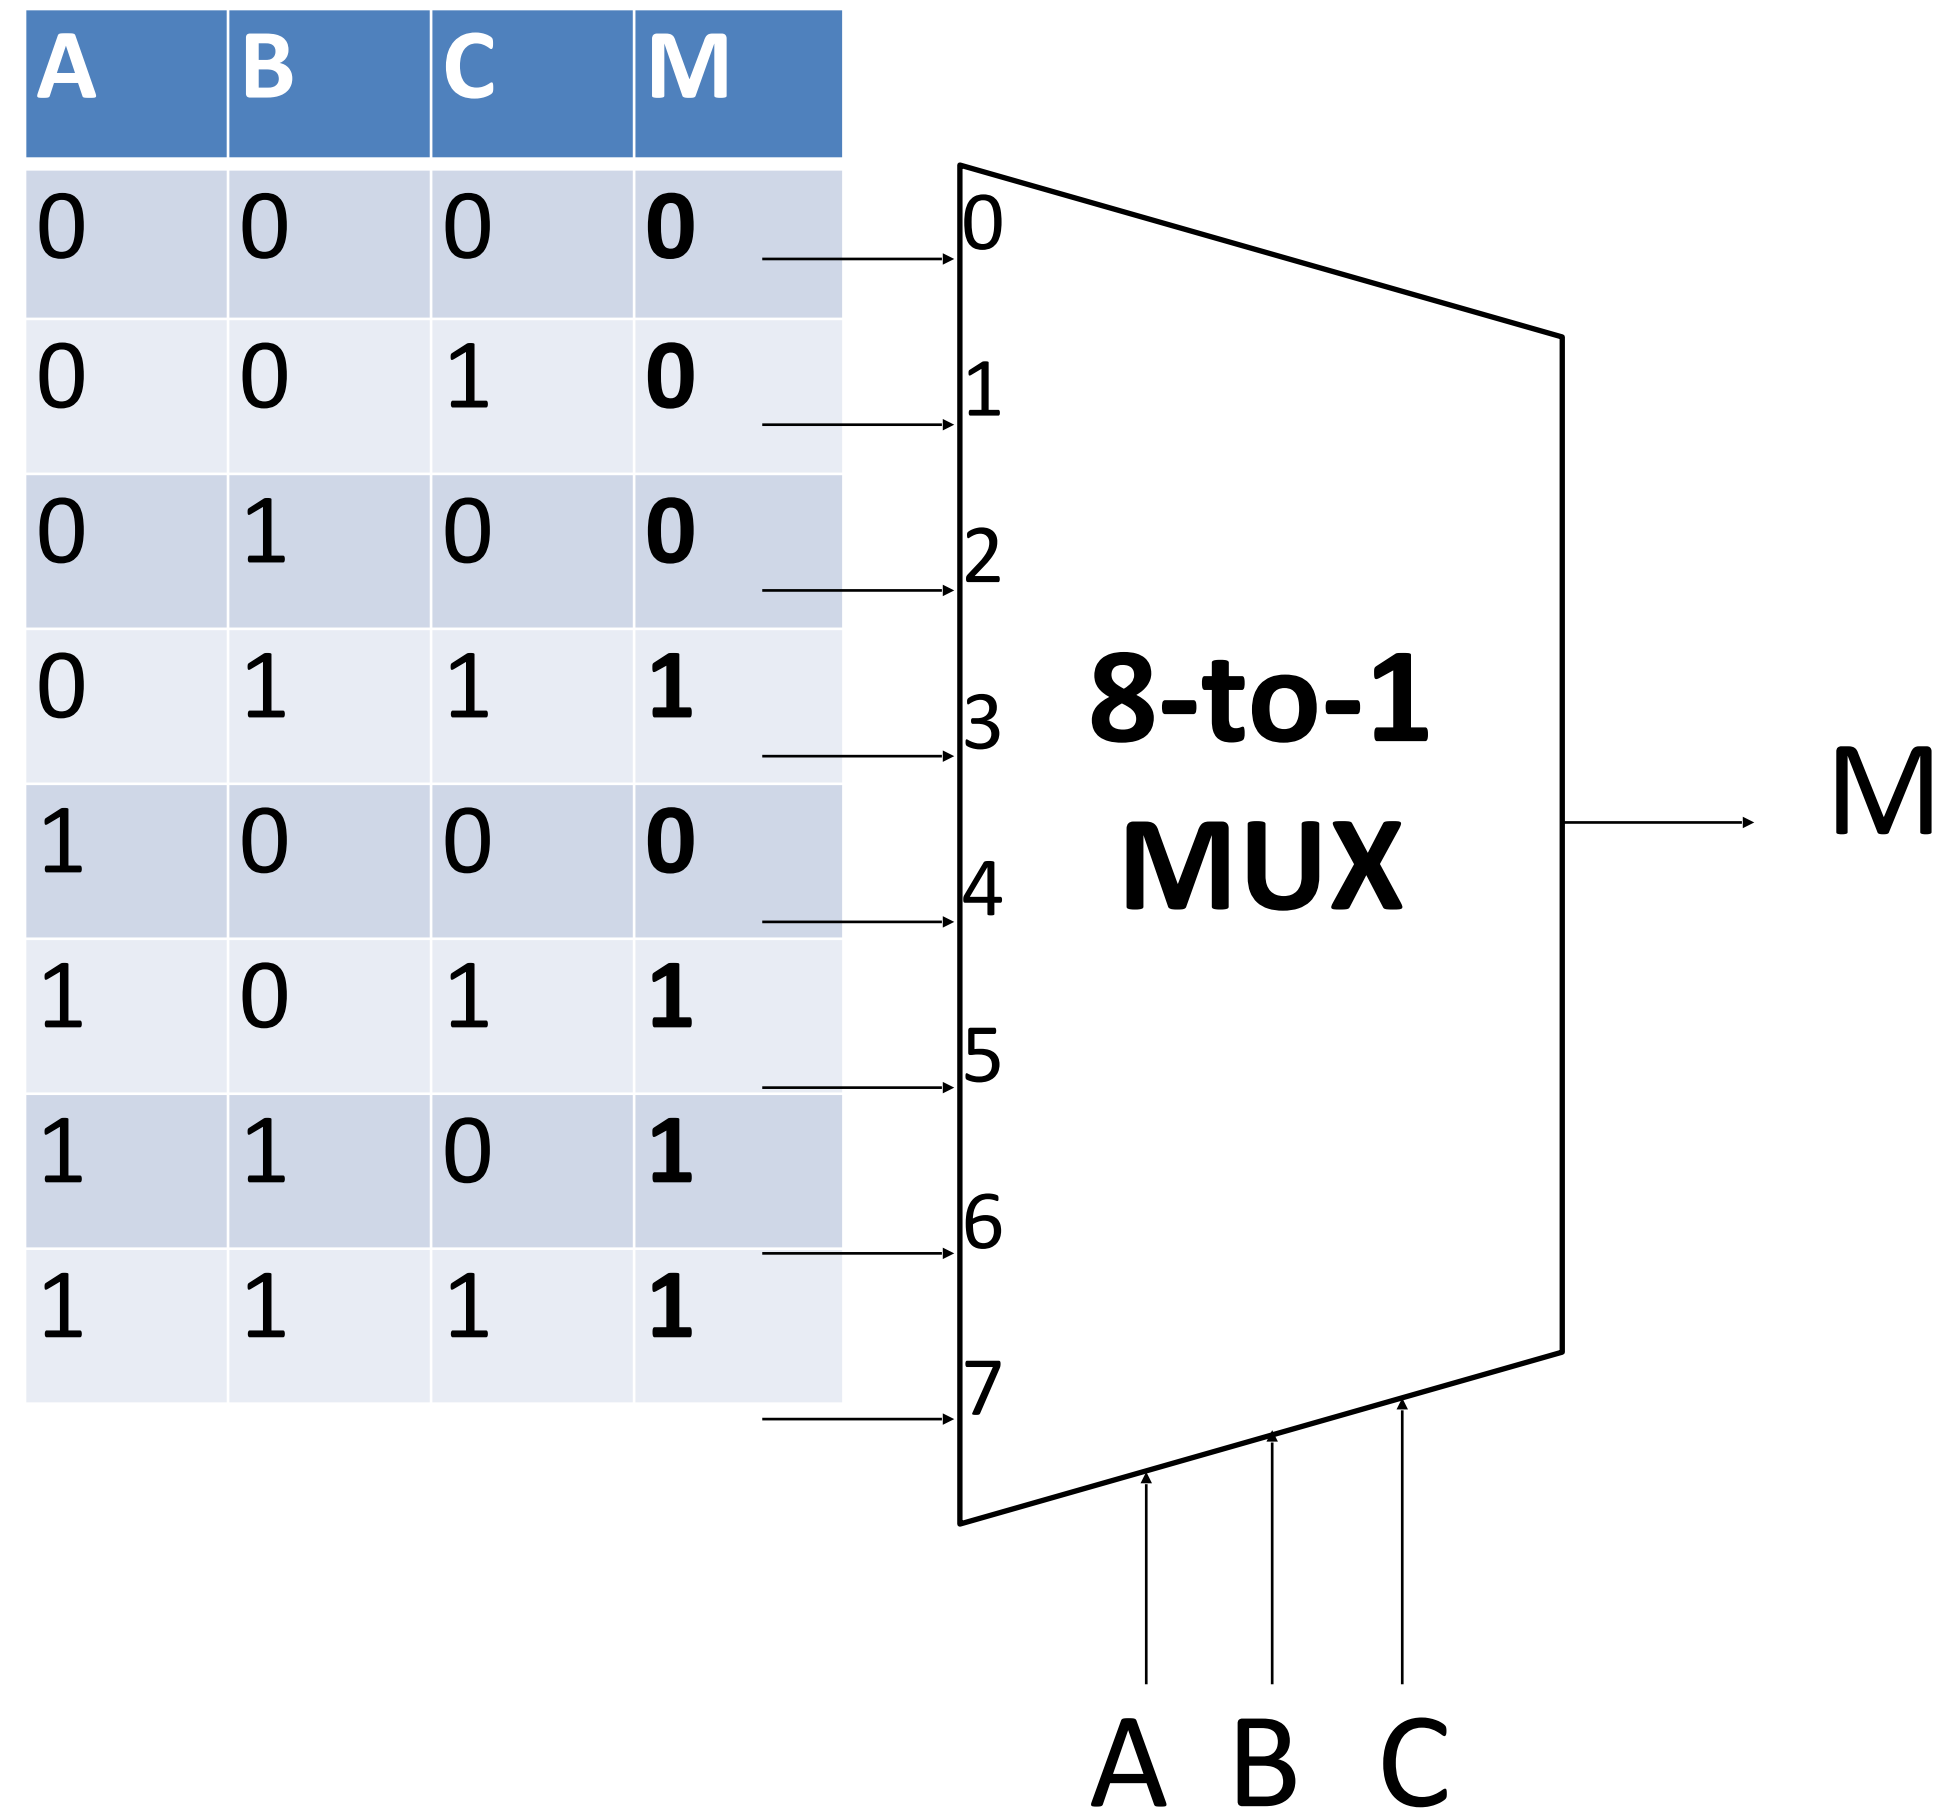 A B C M
0 0 0 0
0 0 1 0
0 1 0 0
0 1 1 1
1 0 0 0
1 0 1 1
1 1 0 1
1 1 1 1
0
1
2
3
4
5
6
7
8-to-1
MUX
M
A B C